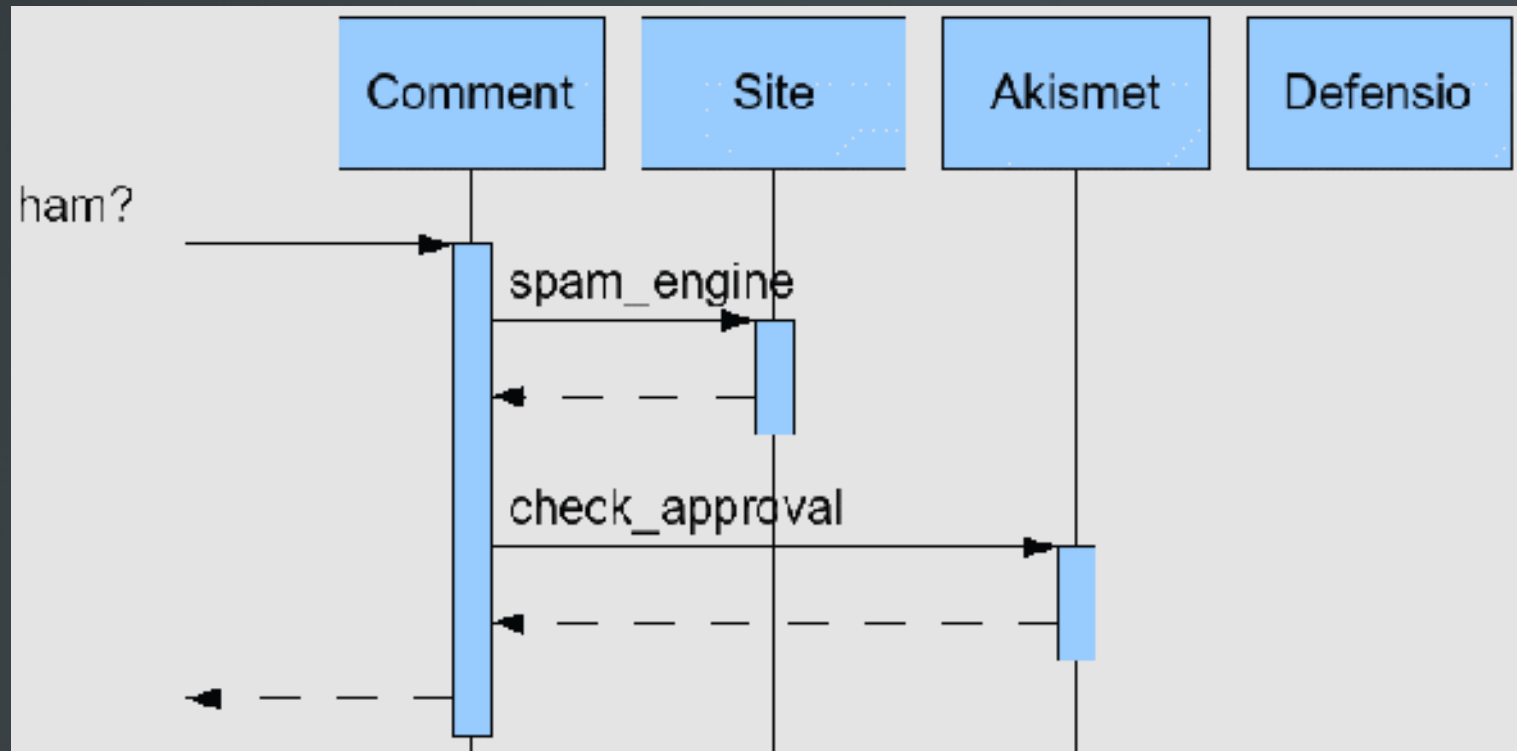 Comment
Site
Akismet
Defensio
ham?
spam_engine
check_approval